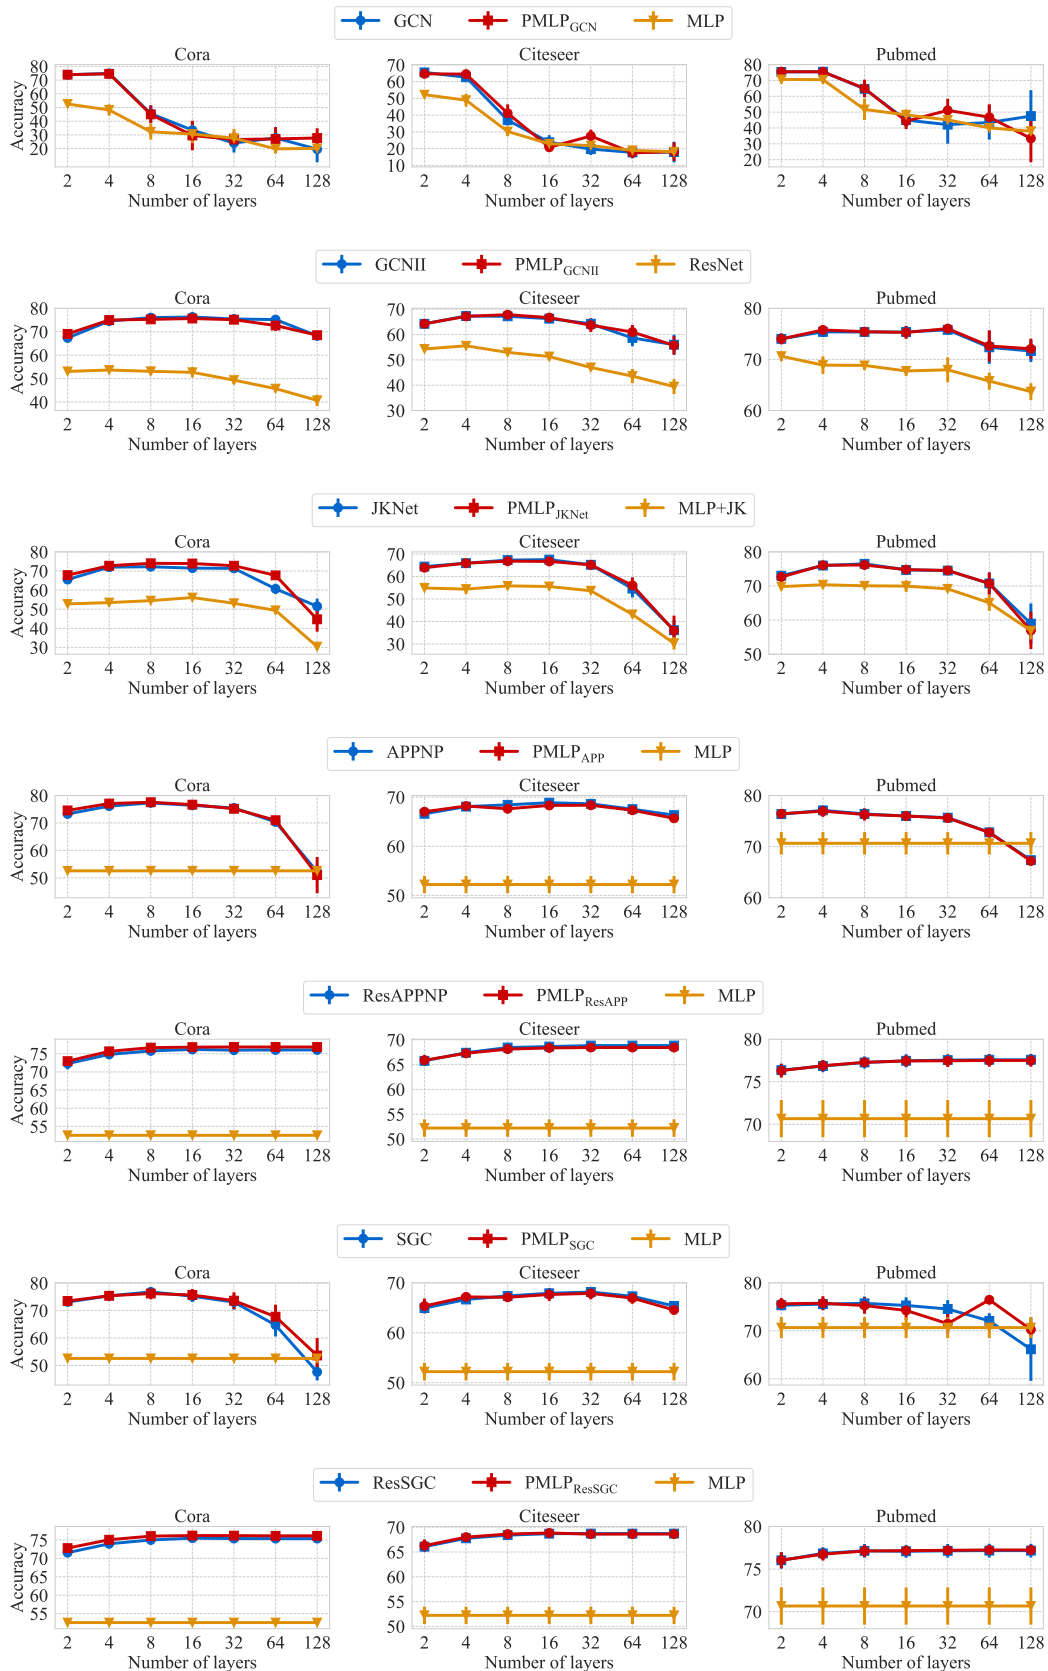 GCN PMLP_GCN MLP
Cora Citeseer Pubmed
Accuracy
80 70 60 50 40 30 20
70 60 50 40 30 20 10
80 70 60 50 40 30 20
2 4 8 16 32 64 128 2 4 8 16 32 64 128 2 4 8 16 32 64 128
Number of layers Number of layers Number of layers
GCNII PMLP_GCNII ResNet
Cora Citeseer Pubmed
Accuracy
80 70 60 50 40
70 60 50 40 30
80 70 60
2 4 8 16 32 64 128 2 4 8 16 32 64 128 2 4 8 16 32 64 128
Number of layers Number of layers Number of layers
JKNet PMLP_JKNet MLP+JK
Cora Citeseer Pubmed
Accuracy
80 70 60 50 40 30
70 60 50 40 30
80 70 60 50
2 4 8 16 32 64 128 2 4 8 16 32 64 128 2 4 8 16 32 64 128
Number of layers Number of layers Number of layers
APPNP PMLP_APP MLP
Cora Citeseer Pubmed
Accuracy
80 70 60 50
70 60 50
80 70 60
2 4 8 16 32 64 128 2 4 8 16 32 64 128 2 4 8 16 32 64 128
Number of layers Number of layers Number of layers
ResAPPNP PMLP_ResAPP MLP
Cora Citeseer Pubmed
Accuracy
75 70 65 60 55
70 65 60 55 50
80 75 70
2 4 8 16 32 64 128 2 4 8 16 32 64 128 2 4 8 16 32 64 128
Number of layers Number of layers Number of layers
SGC PMLP_SGC MLP
Cora Citeseer Pubmed
Accuracy
80 70 60 50
70 60 50
80 70 60
2 4 8 16 32 64 128 2 4 8 16 32 64 128 2 4 8 16 32 64 128
Number of layers Number of layers Number of layers
ResSGC PMLP_ResSGC MLP
Cora Citeseer Pubmed
Accuracy
75 70 65 60 55
70 65 60 55 50
80 75 70
2 4 8 16 32 64 128 2 4 8 16 32 64 128 2 4 8 16 32 64 128
Number of layers Number of layers Number of layers